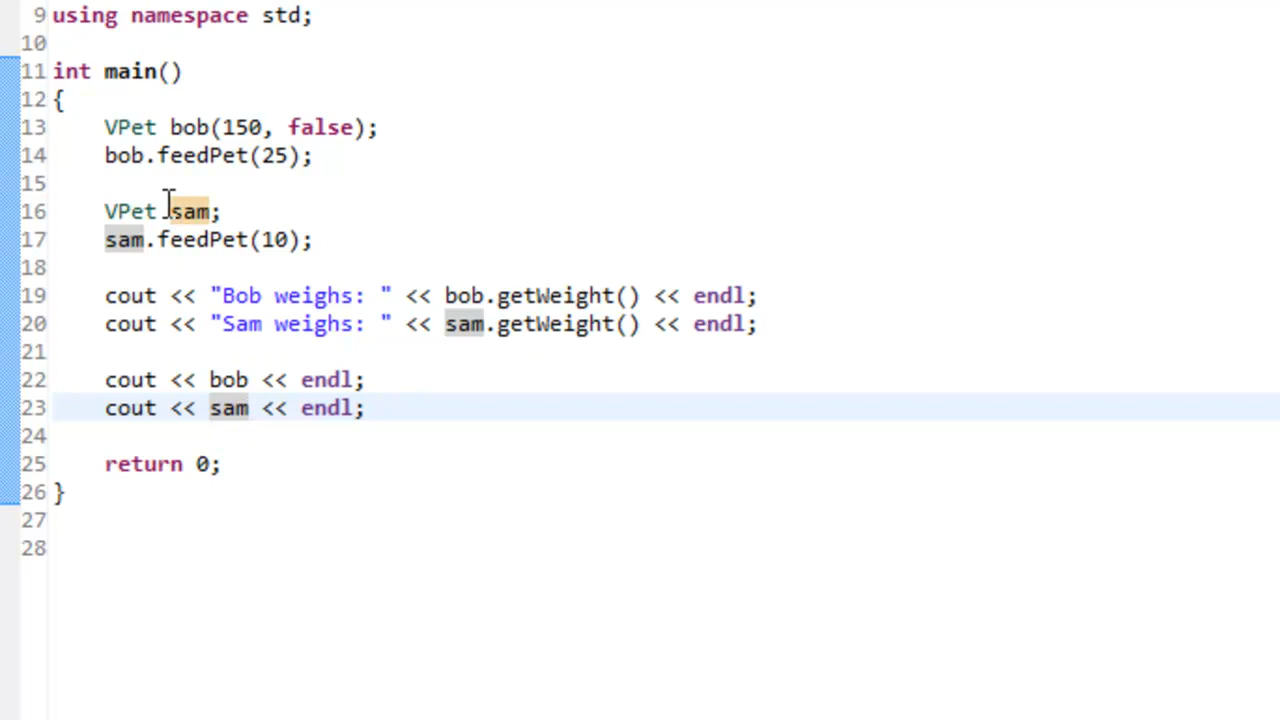 9 using namespace std;
10
11 int main()
12 {
13     VPet bob(150, false);
14     bob.feedPet(25);
15
16     VPet sam;
17     sam.feedPet(10);
18
19     cout << "Bob weighs: " << bob.getWeight() << endl;
20     cout << "Sam weighs: " << sam.getWeight() << endl;
21
22     cout << bob << endl;
23     cout << sam << endl;
24
25     return 0;
26 }
27
28